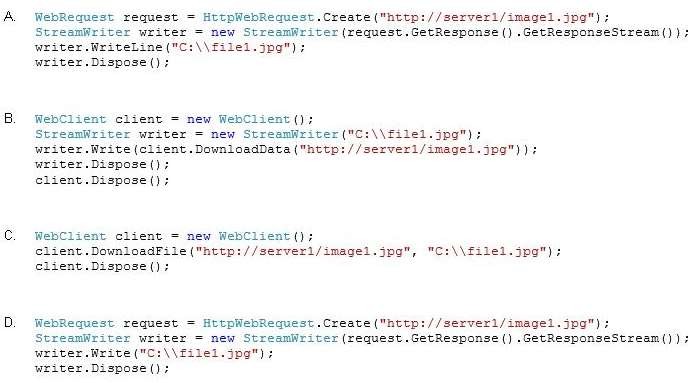 A. WebRequest request = HttpWebRequest.Create("http://server1/image1.jpg");
StreamWriter writer = new StreamWriter(request.GetResponse().GetResponseStream());
writer.WriteLine("C:\\file1.jpg");
writer.Dispose();
B. WebClient client = new WebClient();
StreamWriter writer = new StreamWriter("C:\\file1.jpg");
writer.Write(client.DownloadData("http://server1/image1.jpg"));
writer.Dispose();
client.Dispose();
C. WebClient client = new WebClient();
client.DownloadFile("http://server1/image1.jpg", "C:\\file1.jpg");
client.Dispose();
D. WebRequest request = HttpWebRequest.Create("http://server1/image1.jpg");
StreamWriter writer = new StreamWriter(request.GetResponse().GetResponseStream());
writer.Write("C:\\file1.jpg");
writer.Dispose();